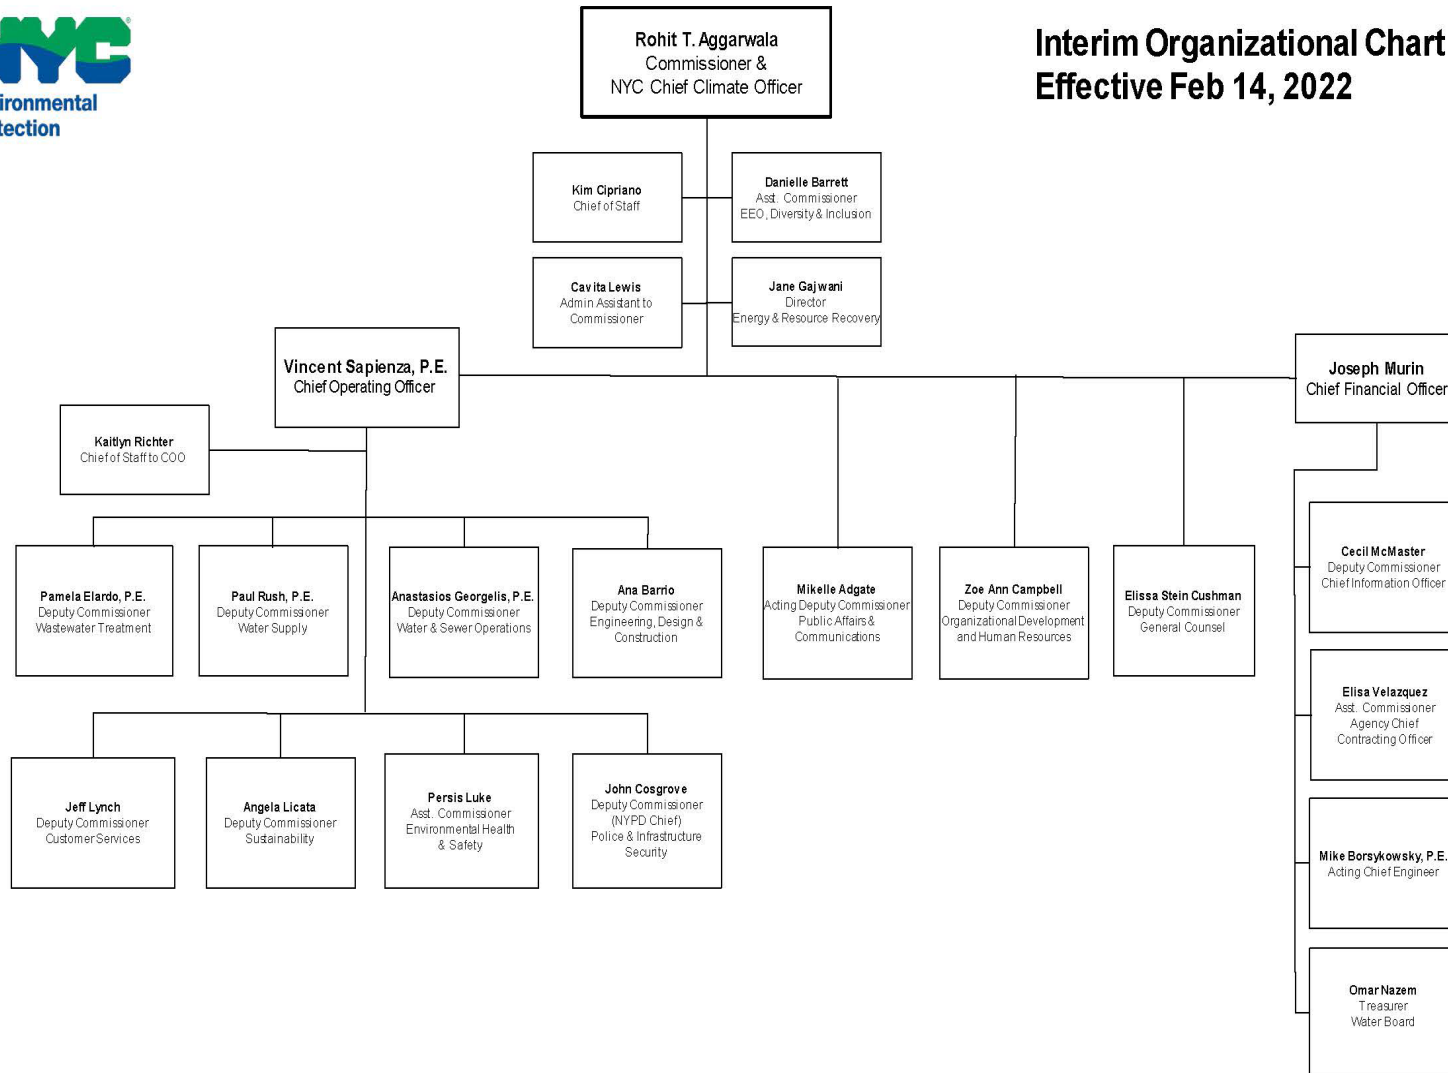 NYC
ironmental
tection
Rohit T. Aggarwala
Commissioner &
NYC Chief Climate Officer
Interim Organizational Chart
Effective Feb 14, 2022
Kim Cipriano
Chief of Staff
Danielle Barrett
Asst. Commissioner
EEO, Diversity & Inclusion
Cavita Lewis
Admin Assistant to
Commissioner
Jane Gajwani
Director
Energy & Resource Recovery
Vincent Sapienza, P.E.
Chief Operating Officer
Joseph Murin
Chief Financial Officer
Kaitlyn Richter
Chief of Staff to COO
Pamela Elardo, P.E.
Deputy Commissioner
Wastewater Treatment
Paul Rush, P.E.
Deputy Commissioner
Water Supply
Anastasios Georgelis, P.E.
Deputy Commissioner
Water & Sewer Operations
Ana Barrio
Deputy Commissioner
Engineering, Design &
Construction
Mikelle Adgate
Acting Deputy Commissioner
Public Affairs &
Communications
Zoe Ann Campbell
Deputy Commissioner
Organizational Development
and Human Resources
Elissa Stein Cushman
Deputy Commissioner
General Counsel
Cecil McMaster
Deputy Commissioner
Chief Information Officer
Elisa Velazquez
Asst. Commissioner
Agency Chief
Contracting Officer
Jeff Lynch
Deputy Commissioner
Customer Services
Angela Licata
Deputy Commissioner
Sustainability
Persis Luke
Asst. Commissioner
Environmental Health
& Safety
John Cosgrove
Deputy Commissioner
(NYPD Chief)
Police & Infrastructure
Security
Mike Borsykowsky, P.E.
Acting Chief Engineer
Omar Nazem
Treasurer
Water Board